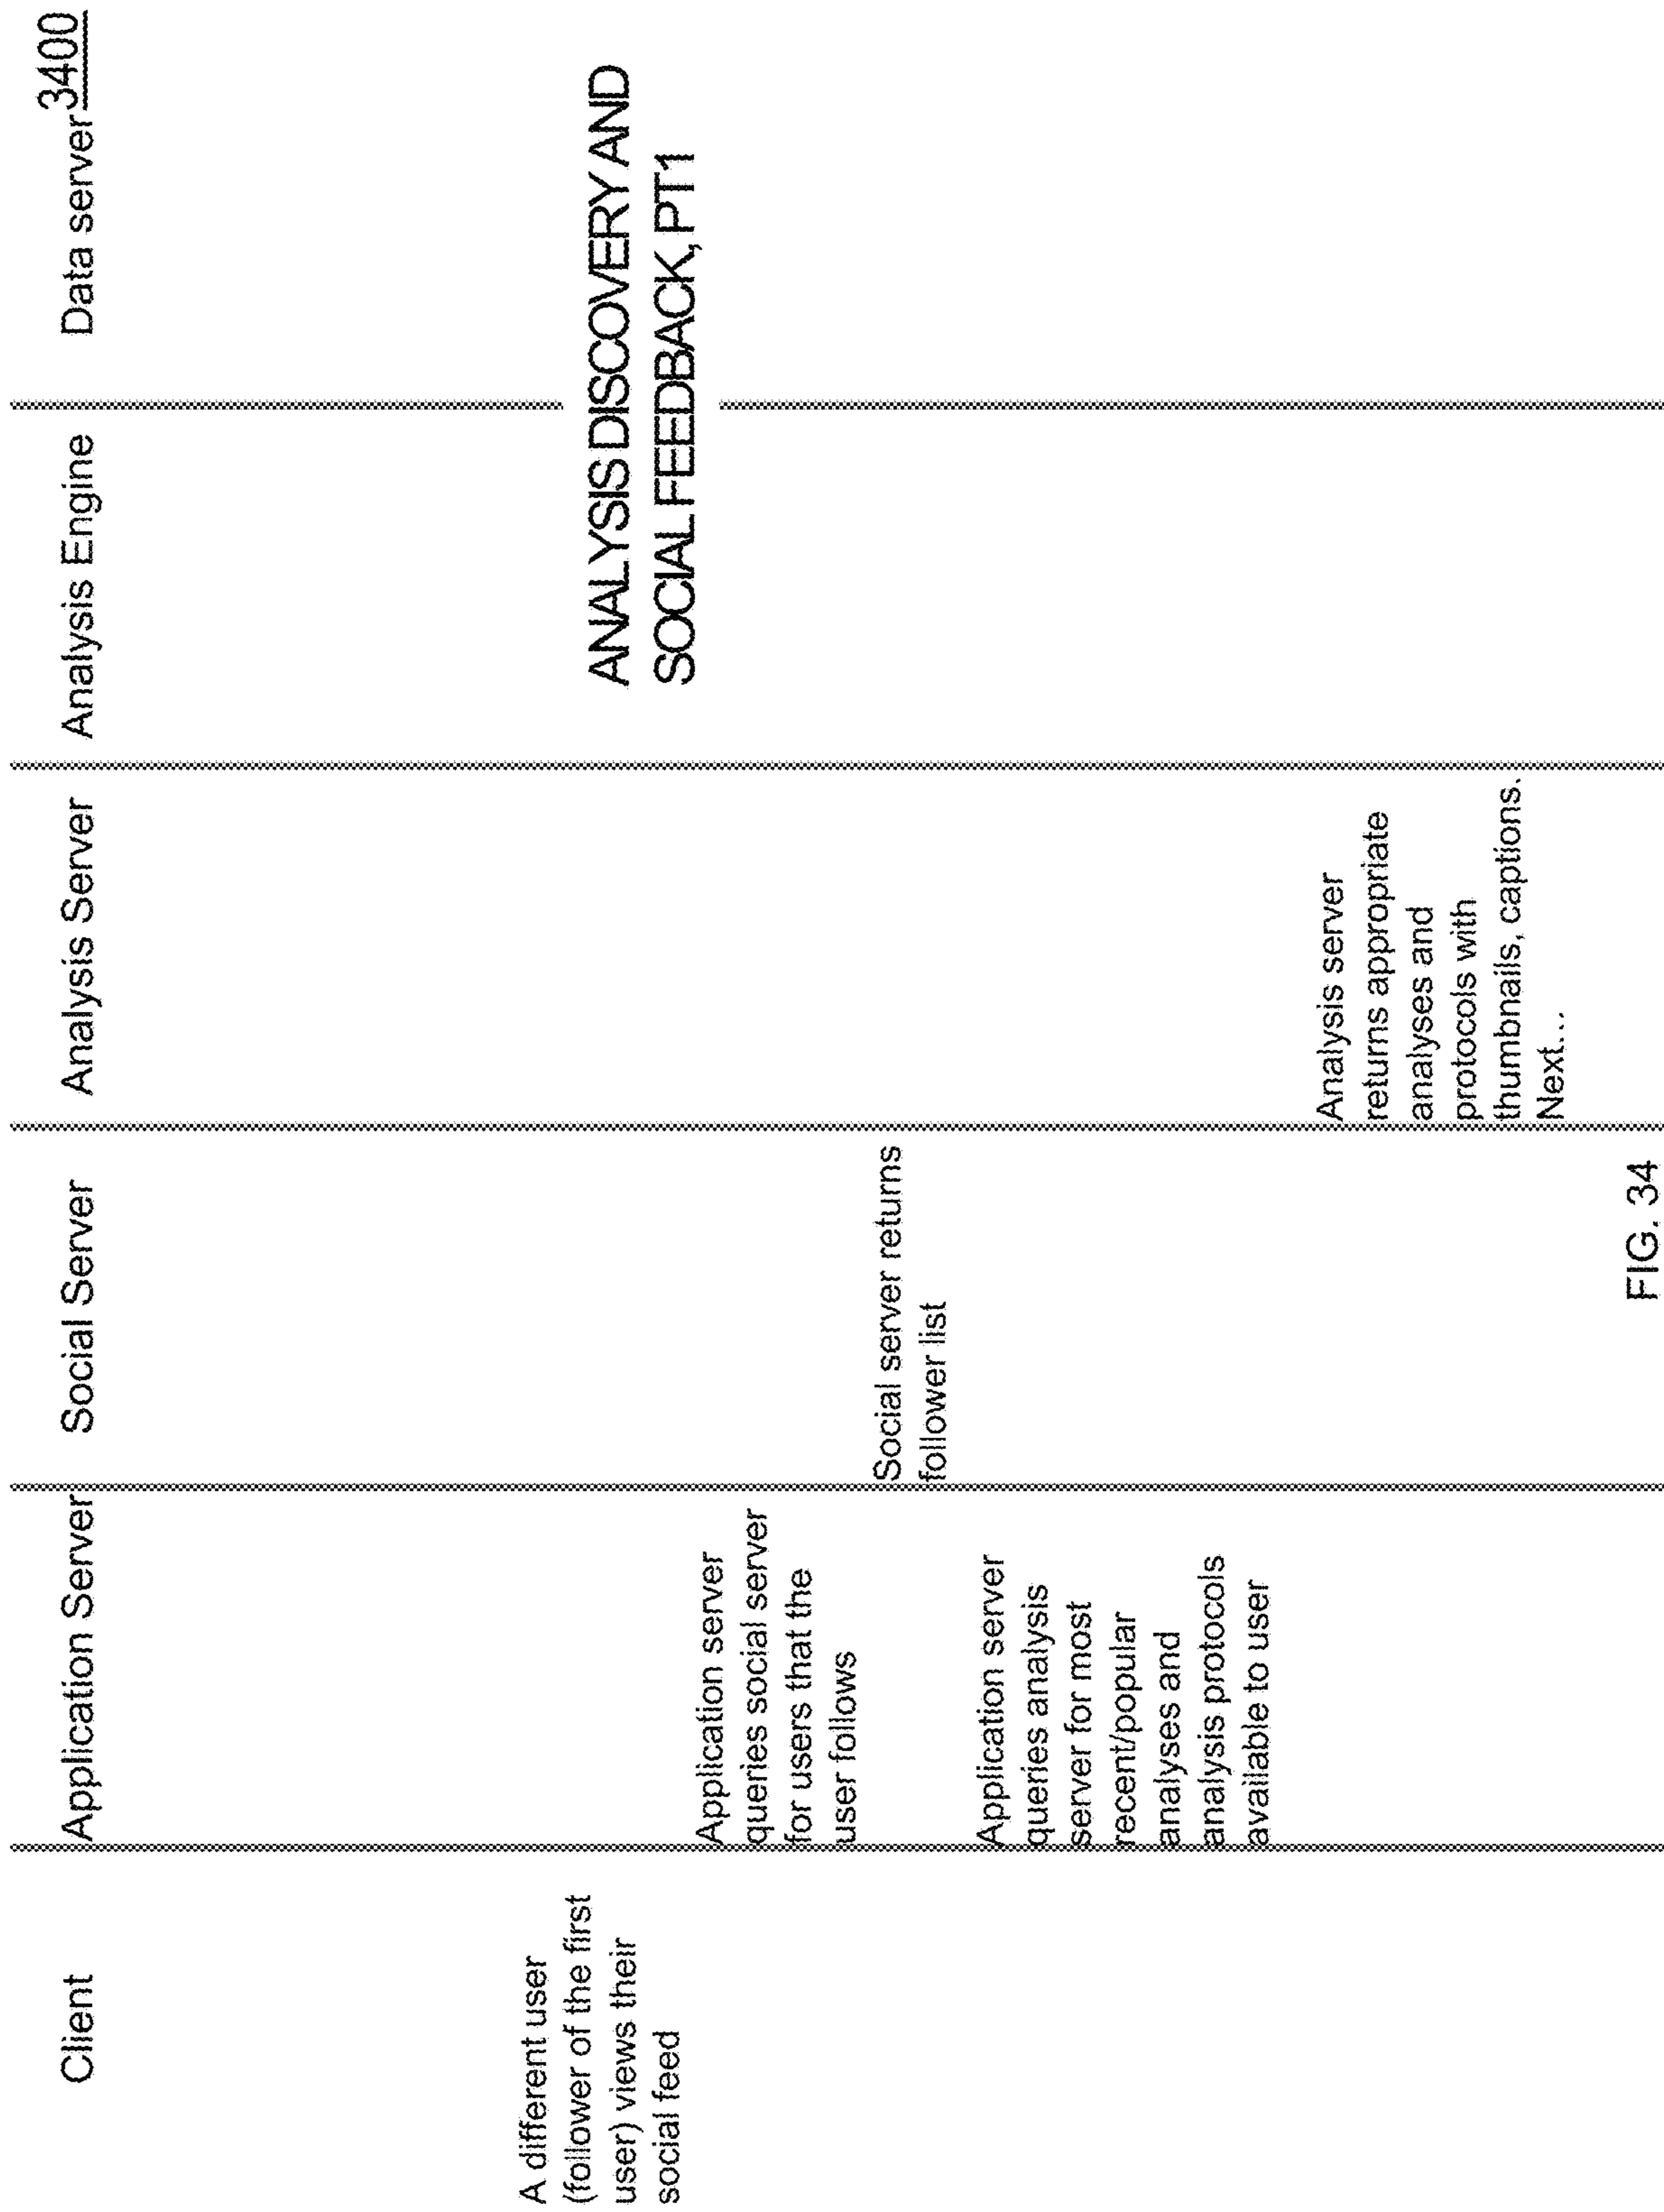 3400
Client
Application Server
Social Server
Analysis Server
Analysis Engine
Data server
A different user
(follower of the first
user) views their
social feed
ANALYSIS DISCOVERY AND
SOCIAL FEEDBACK, PT1
Application server
queries social server
for users that the
user follows
Social server returns
follower list
Application server
queries analysis
server for most
recent/popular
analyses and
analysis protocols
available to user
Analysis server
returns appropriate
analyses and
protocols with
thumbnails, captions.
Next...
FIG. 34